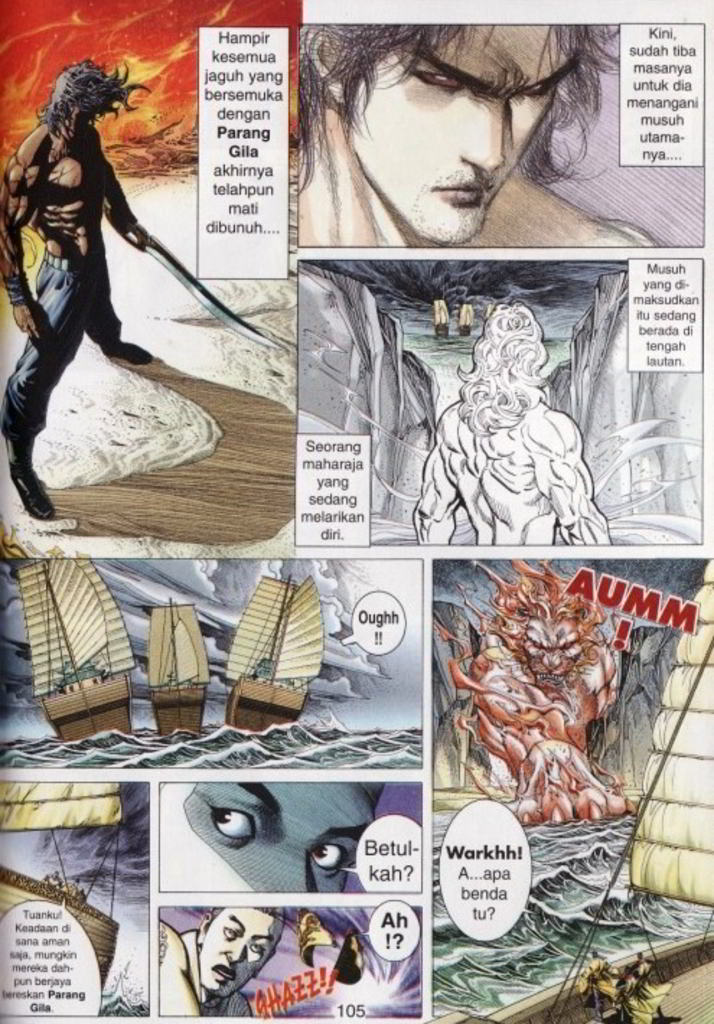 Hampir
kesemua
jaguh yang
bersemuka
dengan
Parang
Gila
akhirnya
telahpun
mati
dibunuh....
Kini,
sudah tiba
masanya
untuk dia
menangani
musuh
utama-
nya....
Musuh
yang di-
maksudkan
itu sedang
berada di
tengah
lautan.
Seorang
maharaja
yang
sedang
melarikan
diri.
Oughh
!!
AUMM
!
Warkhh!
A...apa
benda
tu?
Tuanku!
Keadaan di
sana aman
saja, mungkin
mereka dah-
pun berjaya
bereskan Parang
Gila.
Betul-
kah?
Ah
!?
GHAZZ!!
105